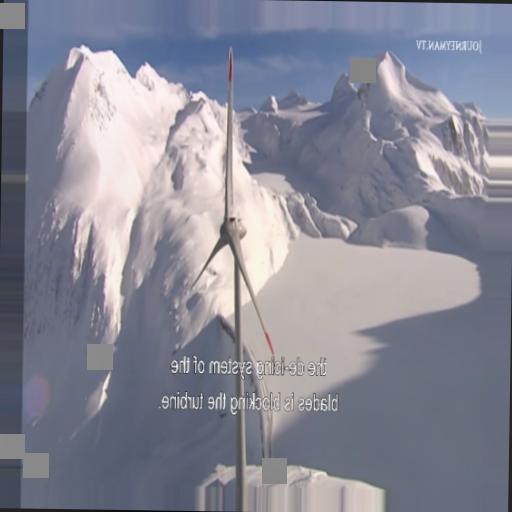 JOURNEYMAN.TV
the de-icing system of the
blades is blocking the turbine.